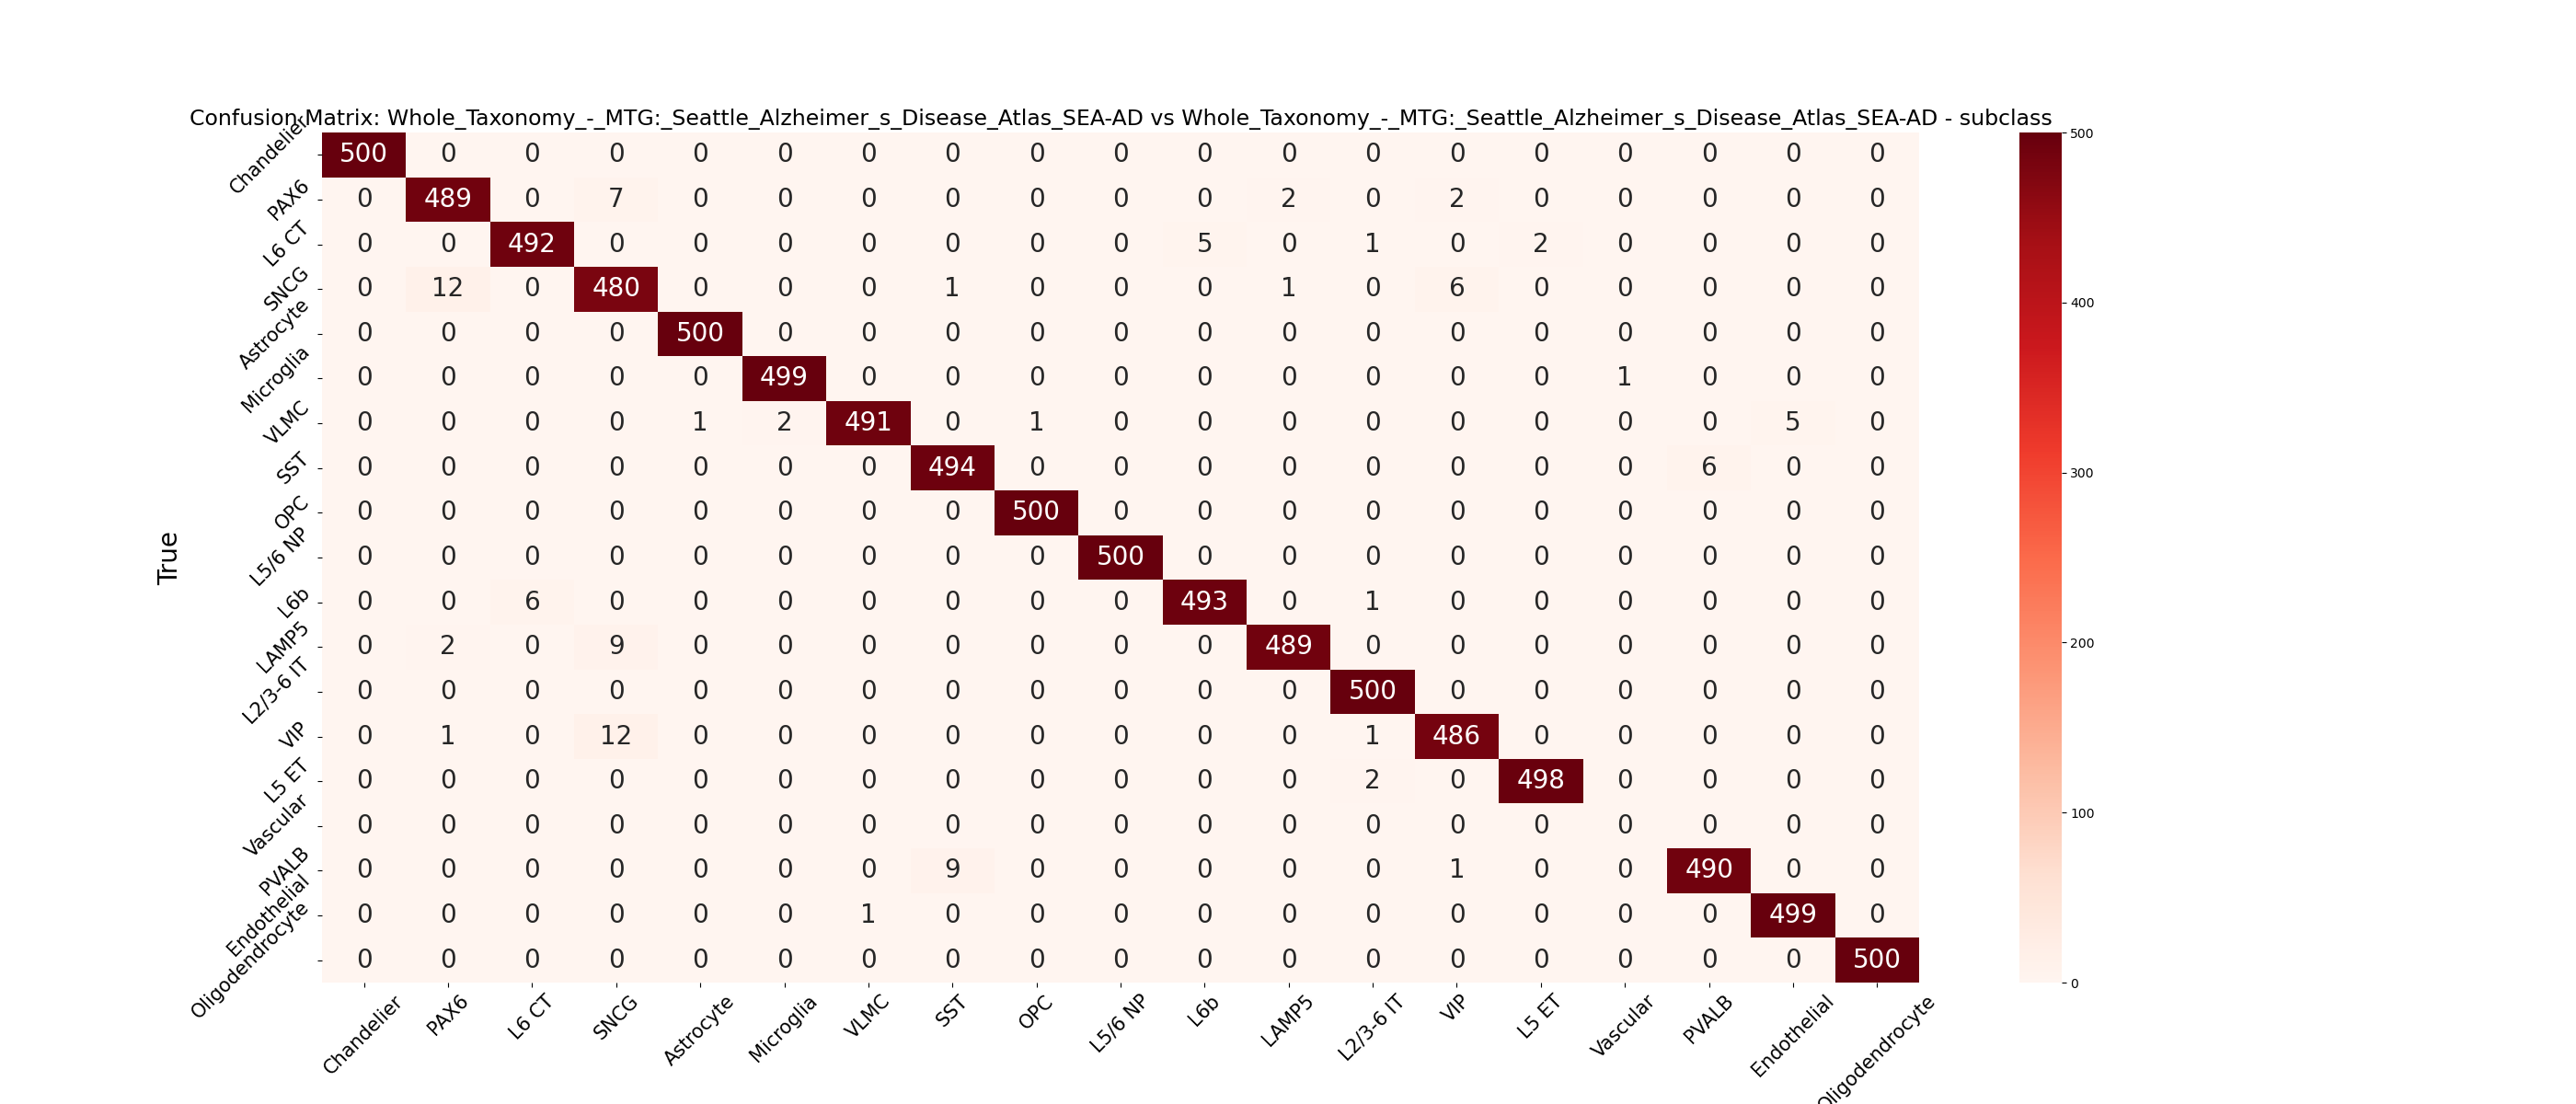 Confusion Matrix: Whole_Taxonomy_-_MTG:_Seattle_Alzheimer_s_Disease_Atlas_SEA-AD vs Whole_Taxonomy_-_MTG:_Seattle_Alzheimer_s_Disease_Atlas_SEA-AD - subclass
True
Chandelier 500 0 0 0 0 0 0 0 0 0 0 0 0 0 0 0 0 0 0
PAX6 0 489 0 7 0 0 0 0 0 0 0 2 0 2 0 0 0 0 0
L6 CT 0 0 492 0 0 0 0 0 0 0 5 0 1 0 2 0 0 0 0
SNCG 0 12 0 480 0 0 0 1 0 0 0 1 0 6 0 0 0 0 0
Astrocyte 0 0 0 0 500 0 0 0 0 0 0 0 0 0 0 0 0 0 0
Microglia 0 0 0 0 0 499 0 0 0 0 0 0 0 0 0 1 0 0 0
VLMC 0 0 0 0 1 2 491 0 1 0 0 0 0 0 0 0 0 5 0
SST 0 0 0 0 0 0 0 494 0 0 0 0 0 0 0 0 6 0 0
OPC 0 0 0 0 0 0 0 0 500 0 0 0 0 0 0 0 0 0 0
L5/6 NP 0 0 0 0 0 0 0 0 0 500 0 0 0 0 0 0 0 0 0
L6b 0 0 6 0 0 0 0 0 0 0 493 0 1 0 0 0 0 0 0
LAMP5 0 2 0 9 0 0 0 0 0 0 0 489 0 0 0 0 0 0 0
L2/3-6 IT 0 0 0 0 0 0 0 0 0 0 0 0 500 0 0 0 0 0 0
VIP 0 1 0 12 0 0 0 0 0 0 0 0 1 486 0 0 0 0 0
L5 ET 0 0 0 0 0 0 0 0 0 0 0 0 2 0 498 0 0 0 0
Vascular 0 0 0 0 0 0 0 0 0 0 0 0 0 0 0 0 0 0 0
PVALB 0 0 0 0 0 0 0 9 0 0 0 0 0 1 0 0 490 0 0
Endothelial 0 0 0 0 0 0 1 0 0 0 0 0 0 0 0 0 0 499 0
Oligodendrocyte 0 0 0 0 0 0 0 0 0 0 0 0 0 0 0 0 0 0 500
Chandelier PAX6 L6 CT SNCG Astrocyte Microglia VLMC SST OPC L5/6 NP L6b LAMP5 L2/3-6 IT VIP L5 ET Vascular PVALB Endothelial Oligodendrocyte
500
400
300
200
100
0